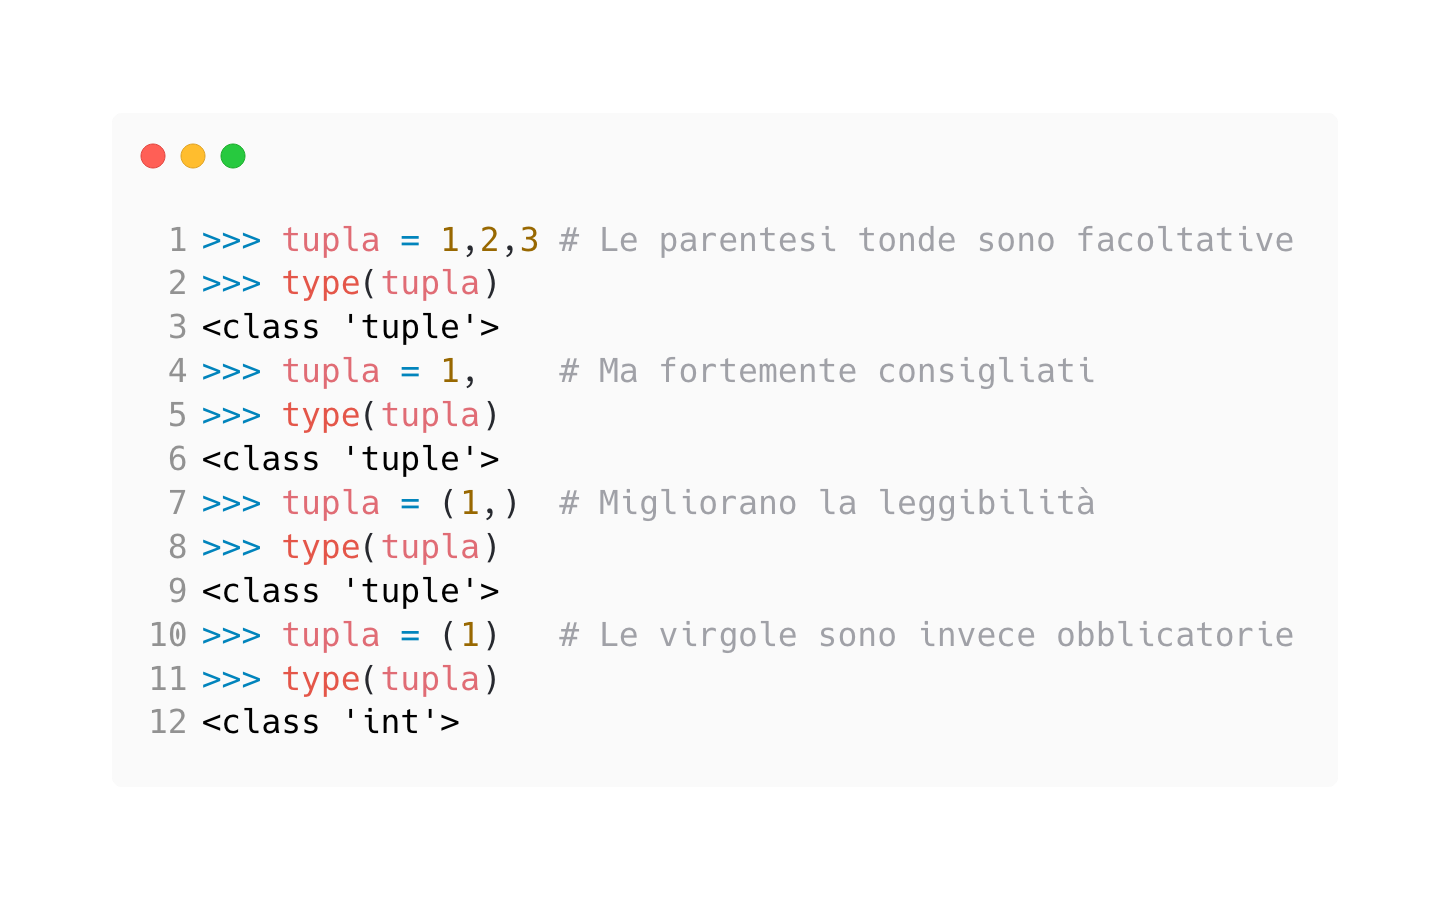 1 >>> tupla = 1,2,3 # Le parentesi tonde sono facoltative
2 >>> type(tupla)
3 <class 'tuple'>
4 >>> tupla = 1,    # Ma fortemente consigliati
5 >>> type(tupla)
6 <class 'tuple'>
7 >>> tupla = (1,)  # Migliorano la leggibilità
8 >>> type(tupla)
9 <class 'tuple'>
10 >>> tupla = (1)   # Le virgole sono invece obblicatorie
11 >>> type(tupla)
12 <class 'int'>